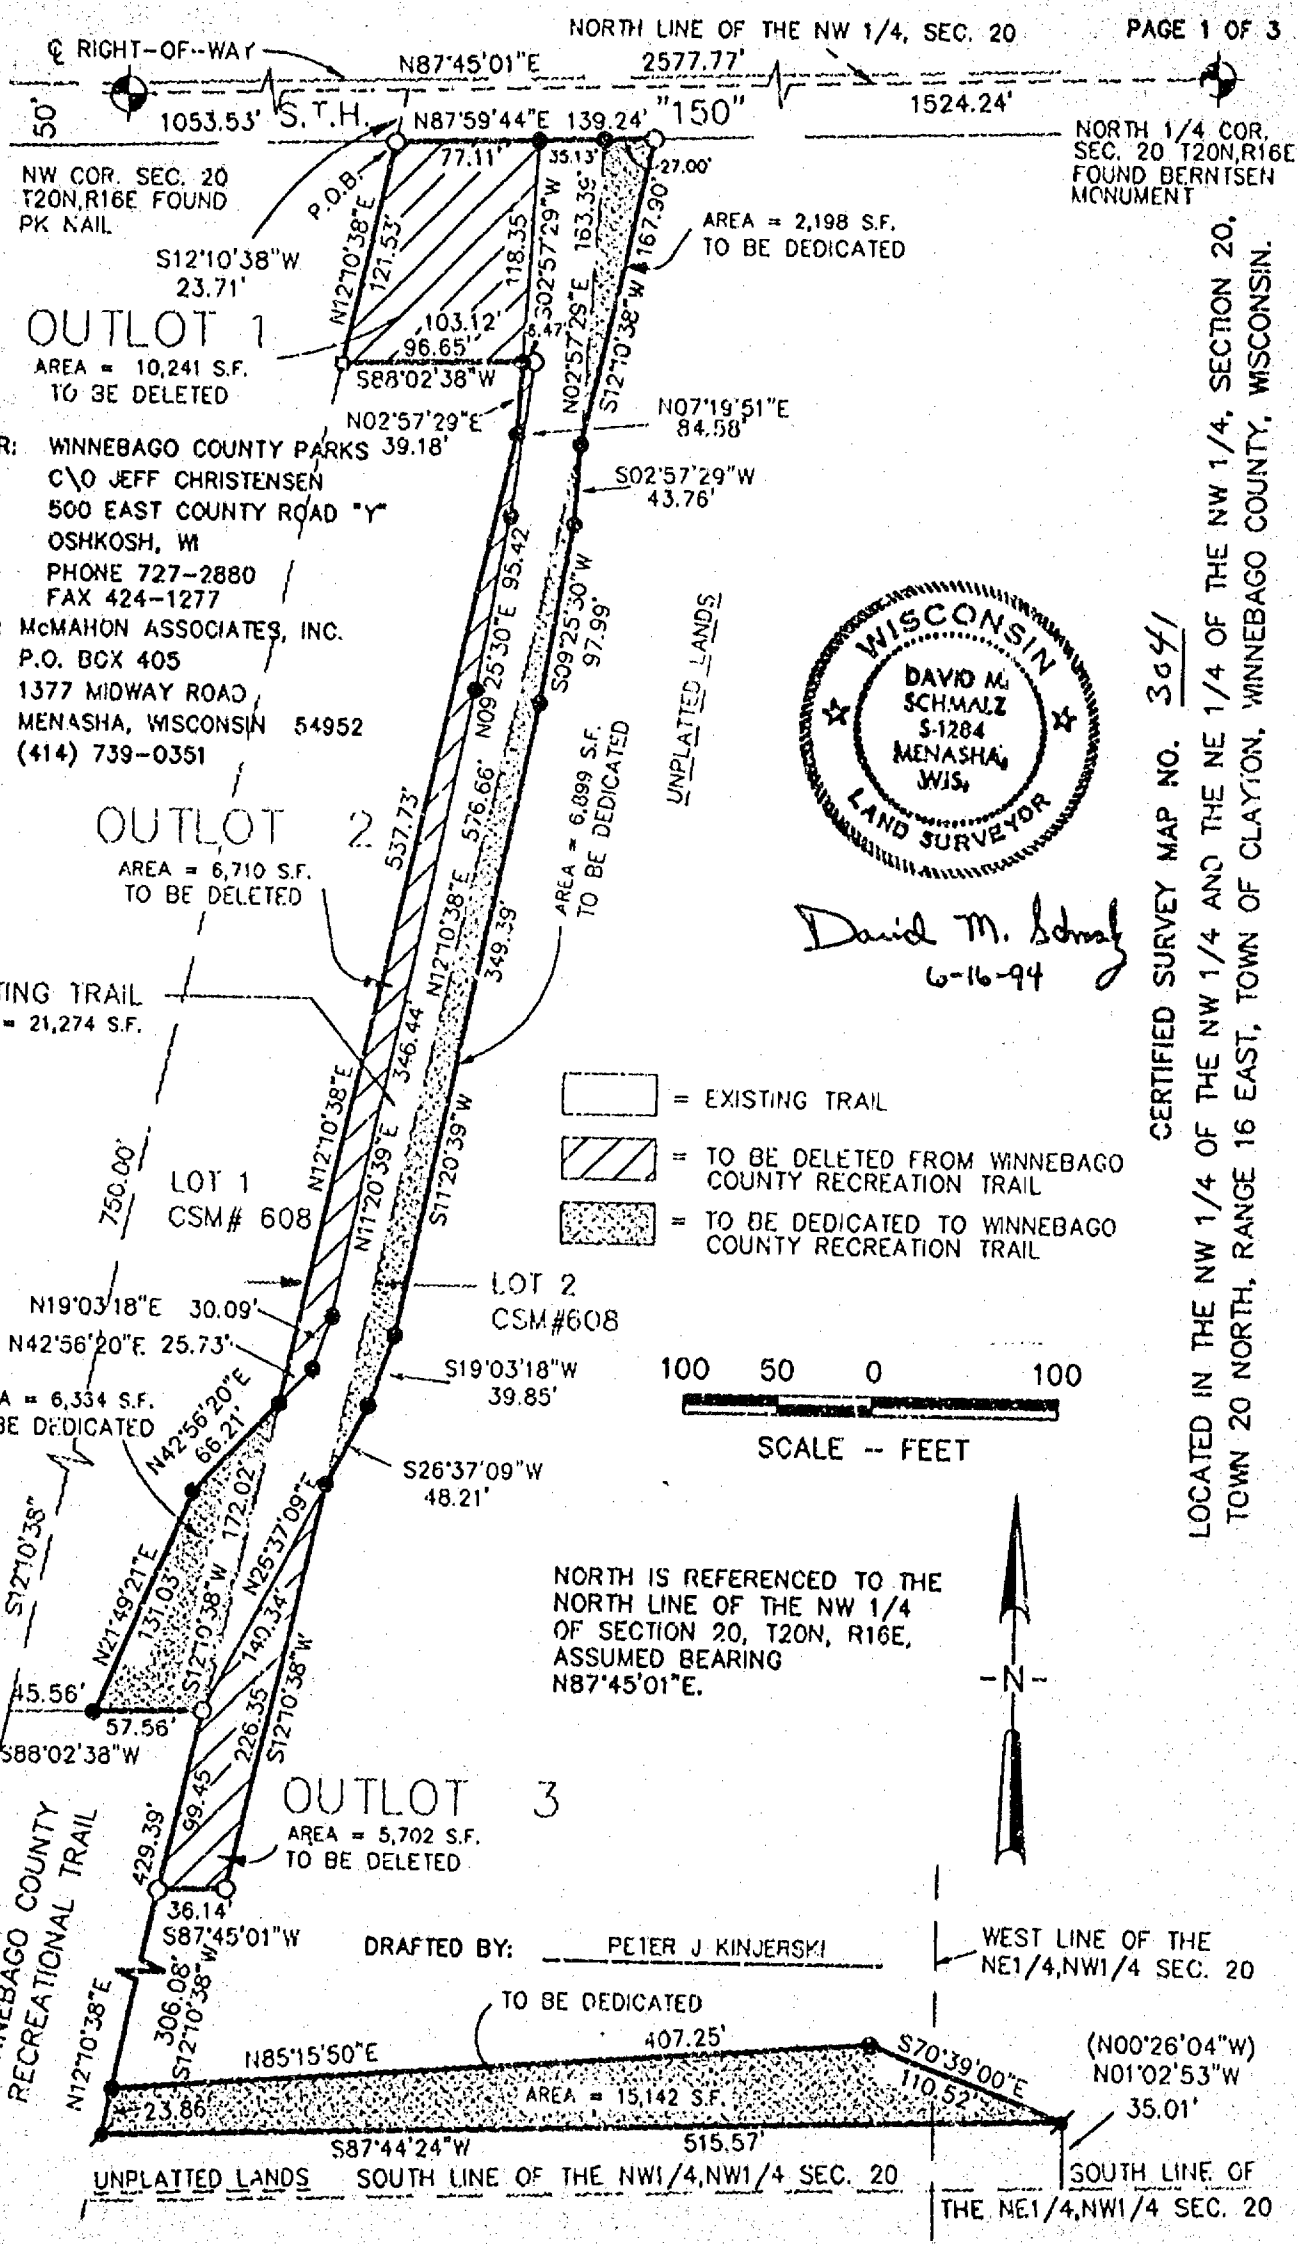 NORTH LINE OF THE NW 1/4, SEC. 20
PAGE 1 OF 3
℄ RIGHT-OF-WAY
N87°45'01"E
2577.77'
50'
1053.53'
S.T.H.
"150"
1524.24'
N87°59'44"E 139.24'
77.11'
35.13'
27.00'
NORTH 1/4 COR.
SEC. 20 T20N,R16E
FOUND BERNTSEN
MONUMENT
NW COR. SEC. 20
T20N,R16E FOUND
PK NAIL
P.O.B.
S12°10'38"W
23.71'
N12°10'38"E
121.53'
118.35'
S02°57'29"W
N02°57'29"E 163.39'
S12°10'38"W 167.90'
AREA = 2,198 S.F.
TO BE DEDICATED
OUTLOT 1
AREA = 10,241 S.F.
TO BE DELETED
103.12'
96.65'
6.47'
S88°02'38"W
N02°57'29"E
39.18'
N07°19'51"E
84.58'
S02°57'29"W
43.76'
R: WINNEBAGO COUNTY PARKS
C\O JEFF CHRISTENSEN
500 EAST COUNTY ROAD "Y"
OSHKOSH, WI
PHONE 727-2880
FAX 424-1277
: McMAHON ASSOCIATES, INC.
P.O. BOX 405
1377 MIDWAY ROAD
MENASHA, WISCONSIN 54952
(414) 739-0351
N09°25'30"E 95.42
S09°25'30"W
97.99'
UNPLATTED LANDS
WISCONSIN
DAVID M.
SCHMALZ
S-1284
MENASHA,
WIS.
LAND SURVEYOR
David M. Schmalz
6-16-94
OUTLOT 2
AREA = 6,710 S.F.
TO BE DELETED
537.73'
N12°10'38"E 576.66'
349.39'
AREA = 6,899 S.F.
TO BE DEDICATED
TING TRAIL
= 21,274 S.F.
N12°10'38"E
346.44'
N11°20'39"E
S11°20'39"W
= EXISTING TRAIL
= TO BE DELETED FROM WINNEBAGO
COUNTY RECREATION TRAIL
= TO BE DEDICATED TO WINNEBAGO
COUNTY RECREATION TRAIL
750.00'
LOT 1
CSM# 608
LOT 2
CSM#608
N19°03'18"E 30.09'
N42°56'20"E 25.73'
S19°03'18"W
39.85'
100 50 0 100
SCALE -- FEET
A = 6,334 S.F.
BE DEDICATED
N42°56'20"E
66.21'
S26°37'09"W
48.21'
S12°10'38"
N21°49'21"E
131.03'
172.02'
S12°10'38"W
N26°37'09"E
140.34'
226.35
S12°10'38"W
NORTH IS REFERENCED TO THE
NORTH LINE OF THE NW 1/4
OF SECTION 20, T20N, R16E,
ASSUMED BEARING
N87°45'01"E.
-N-
45.56'
57.56'
S88°02'38"W
99.45
OUTLOT 3
AREA = 5,702 S.F.
TO BE DELETED
429.39'
36.14'
S87°45'01"W
NEBAGO COUNTY
RECREATIONAL TRAIL
DRAFTED BY: PETER J KINJERSKI
WEST LINE OF THE
NE1/4,NW1/4 SEC. 20
N12°10'38"E
306.08'
S12°10'38"W
TO BE DEDICATED
N85°15'50"E
407.25'
S70°39'00"E
110.52'
(N00°26'04"W)
N01°02'53"W
35.01'
23.86
AREA = 15,142 S.F.
S87°44'24"W
515.57'
UNPLATTED LANDS
SOUTH LINE OF THE NW1/4,NW1/4 SEC. 20
SOUTH LINE OF
THE NE1/4,NW1/4 SEC. 20
CERTIFIED SURVEY MAP NO. 3041
LOCATED IN THE NW 1/4 OF THE NW 1/4 AND THE NE 1/4 OF THE NW 1/4, SECTION 20,
TOWN 20 NORTH, RANGE 16 EAST, TOWN OF CLAYTON, WINNEBAGO COUNTY, WISCONSIN.